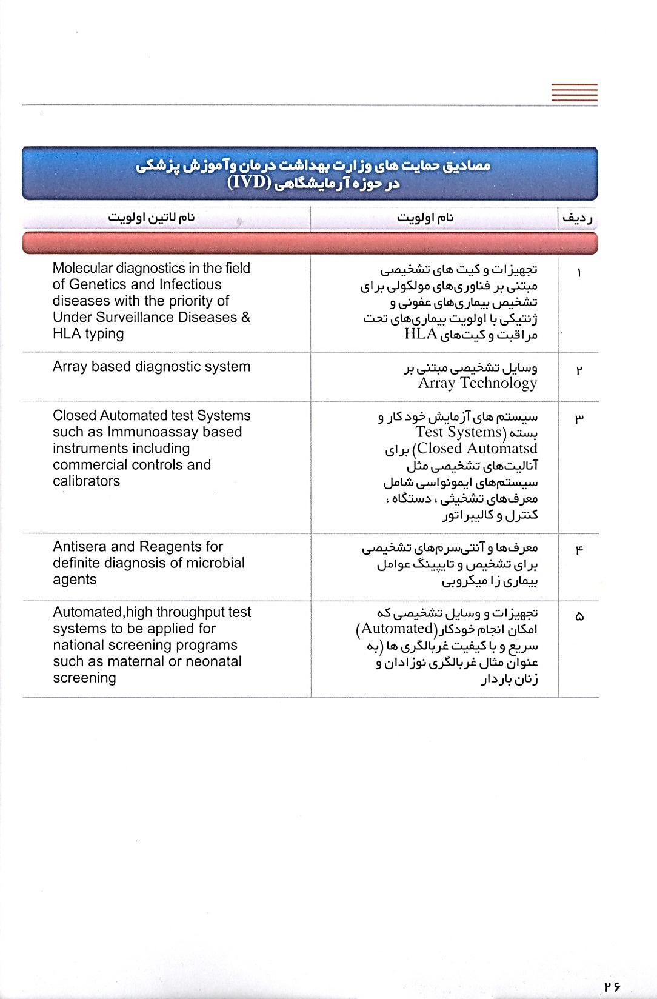 مصادیق حمایت های وزارت بهداشت درمان وآموزش پزشکی
در حوزه آزمایشگاهی (IVD)
ردیف
نام اولویت
نام لاتین اولویت
۱
تجهیزات و کیت های تشخیصی
مبتنی بر فناوری‌های مولکولی برای
تشخیص بیماری‌های عفونی و
ژنتیکی با اولویت بیماری‌های تحت
مراقبت و کیت‌های HLA
Molecular diagnostics in the field
of Genetics and Infectious
diseases with the priority of
Under Surveillance Diseases &
HLA typing
۲
وسایل تشخیصی مبتنی بر
Array Technology
Array based diagnostic system
۳
سیستم های آزمایش خود کار و
بسته (Test Systems
Closed Automatsd) برای
آنالیت‌های تشخیصی مثل
سیستم‌های ایمونواسی شامل
معرف‌های تشخیثی ، دستگاه ،
کنترل و کالیبراتور
Closed Automated test Systems
such as Immunoassay based
instruments including
commercial controls and
calibrators
۴
معرف‌ها و آنتی‌سرم‌های تشخیصی
برای تشخیص و تایپینگ عوامل
بیماری زا میکروبی
Antisera and Reagents for
definite diagnosis of microbial
agents
۵
تجهیزات و وسایل تشخیصی که
امکان انجام خودکار(Automated)
سریع و با کیفیت غربالگری ها (به
عنوان مثال غربالگری نوزادان و
زنان باردار
Automated,high throughput test
systems to be applied for
national screening programs
such as maternal or neonatal
screening
۲۶